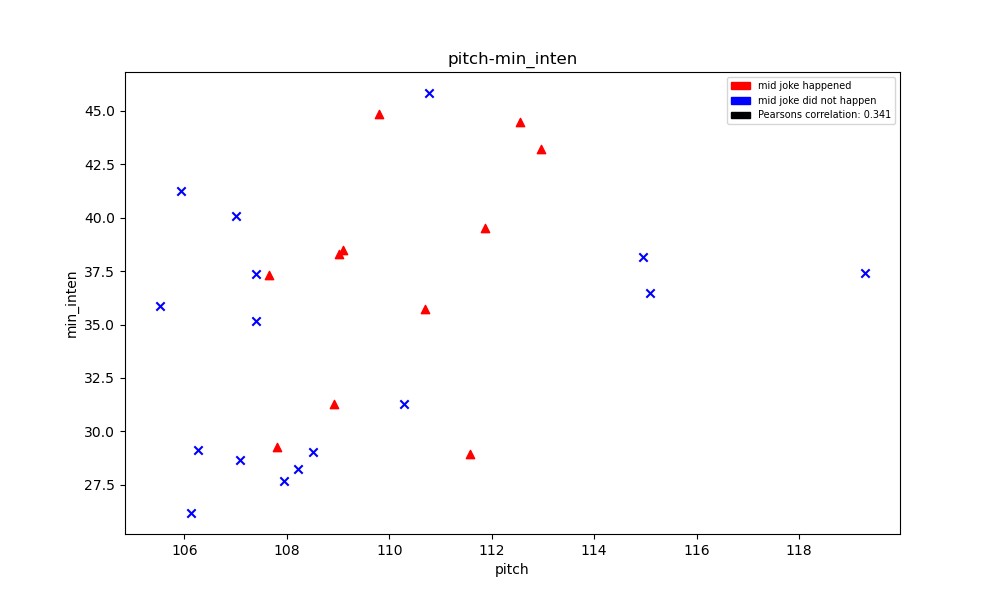 pitch-min_inten
mid joke happened
mid joke did not happen
Pearsons correlation: 0.341
45.0
42.5
40.0
37.5
35.0
32.5
30.0
27.5
min_inten
106 108 110 112 114 116 118
pitch